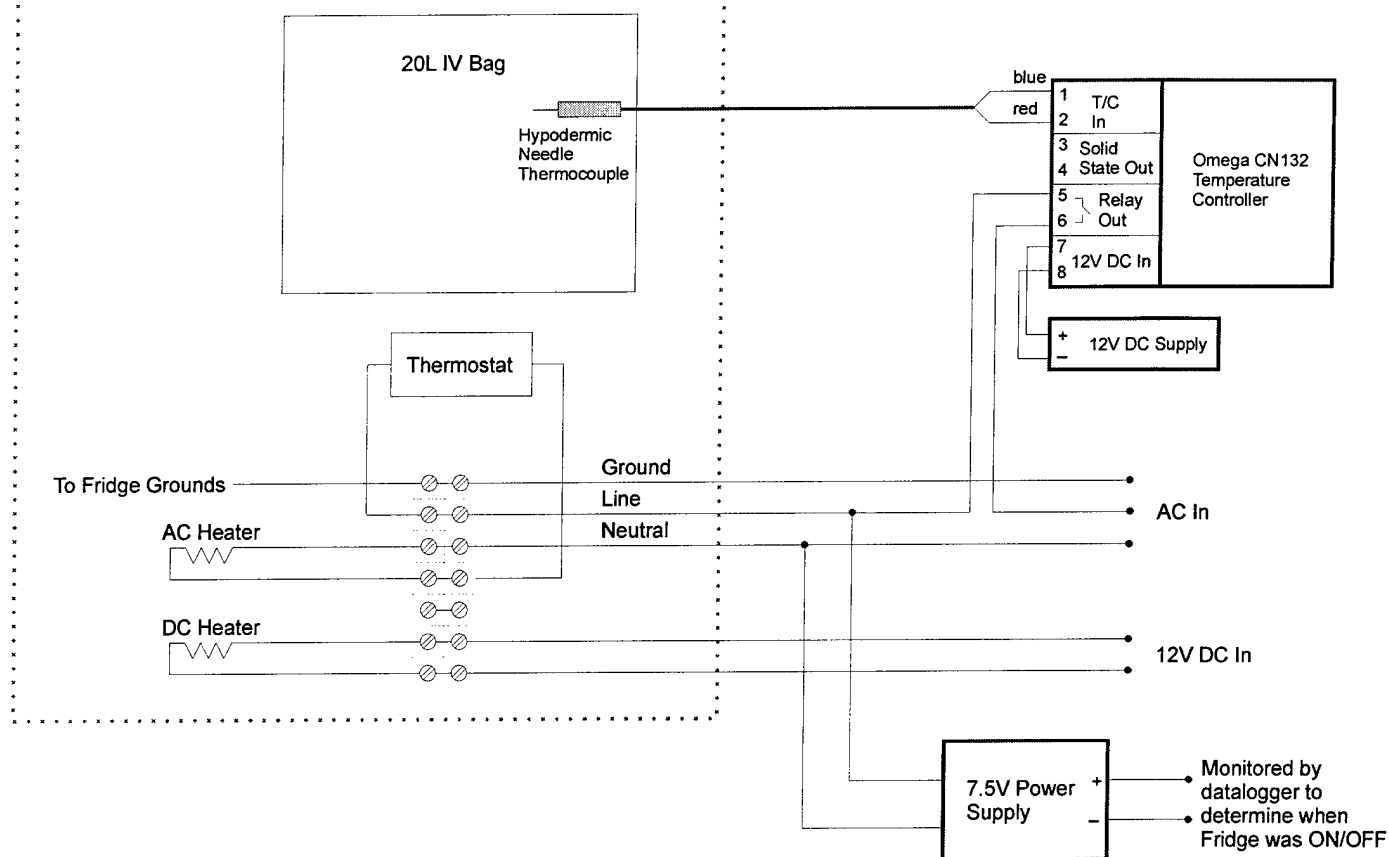 20L IV Bag
Hypodermic
Needle
Thermocouple
blue
red
1
2
T/C
In
3
4
Solid
State Out
5
6
Relay
Out
7
8
12V DC In
Omega CN132
Temperature
Controller
+
−
12V DC Supply
Thermostat
To Fridge Grounds
Ground
Line
Neutral
AC In
AC Heater
DC Heater
12V DC In
7.5V Power
Supply
+
−
Monitored by
datalogger to
determine when
Fridge was ON/OFF